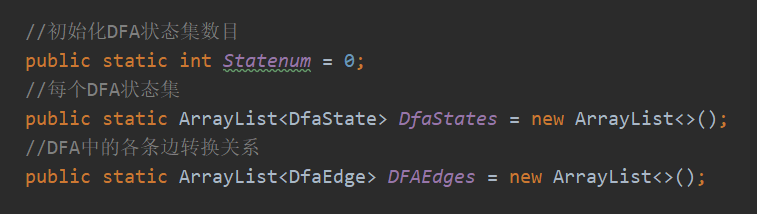 //初始化DFA状态集数目
public static int Statenum = 0;
//每个DFA状态集
public static ArrayList<DfaState> DfaStates = new ArrayList<>();
//DFA中的各条边转换关系
public static ArrayList<DfaEdge> DFAEdges = new ArrayList<>();